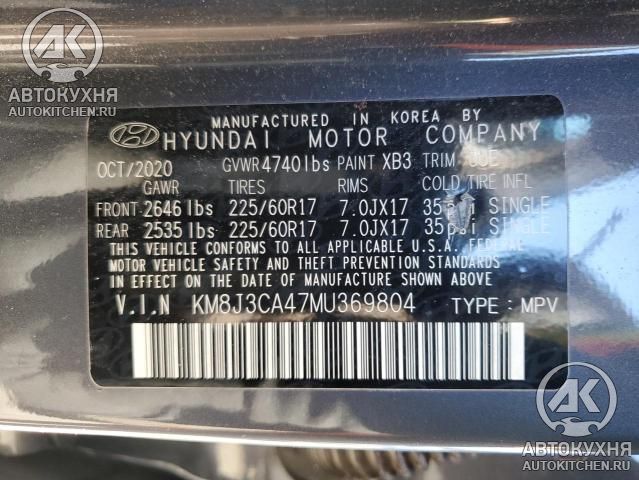 АВТОКУХНЯ
AUTOKITCHEN.RU
MANUFACTURED IN KOREA BY
HYUNDAI MOTOR COMPANY
OCT/2020 GVWR 4740 lbs PAINT XB3 TRIM
GAWR TIRES RIMS COLD TIRE INFL
FRONT 2646 lbs 225/60R17 7.0JX17 35 SINGLE
REAR 2535 lbs 225/60R17 7.0JX17 35psi SINGLE
THIS VEHICLE CONFORMS TO ALL APPLICABLE U.S.A. FEDERAL
MOTOR VEHICLE SAFETY AND THEFT PREVENTION STANDARDS
IN EFFECT ON THE DATE OF MANUFACTURE SHOWN ABOVE
V.I.N KM8J3CA47MU369804 TYPE : MPV
АВТОКУХНЯ
AUTOKITCHEN.RU